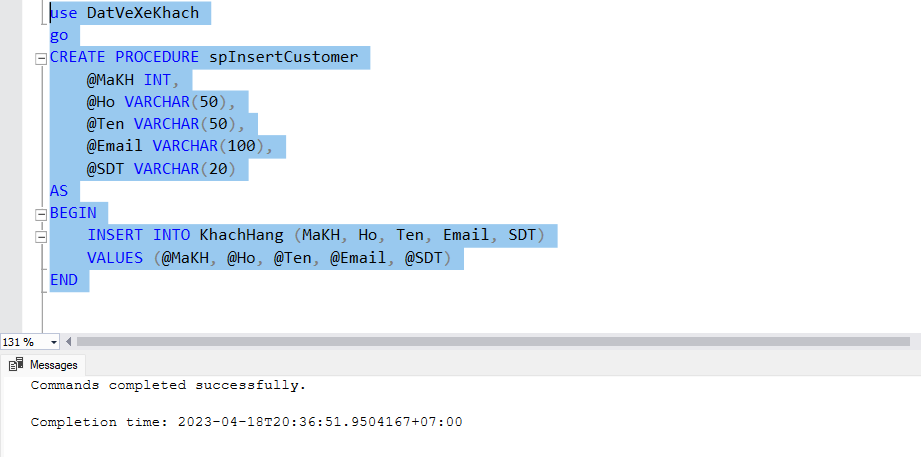 use DatVeXeKhach
go
CREATE PROCEDURE spInsertCustomer
@MaKH INT,
@Ho VARCHAR(50),
@Ten VARCHAR(50),
@Email VARCHAR(100),
@SDT VARCHAR(20)
AS
BEGIN
INSERT INTO KhachHang (MaKH, Ho, Ten, Email, SDT)
VALUES (@MaKH, @Ho, @Ten, @Email, @SDT)
END
131 %
Messages
Commands completed successfully.
Completion time: 2023-04-18T20:36:51.9504167+07:00